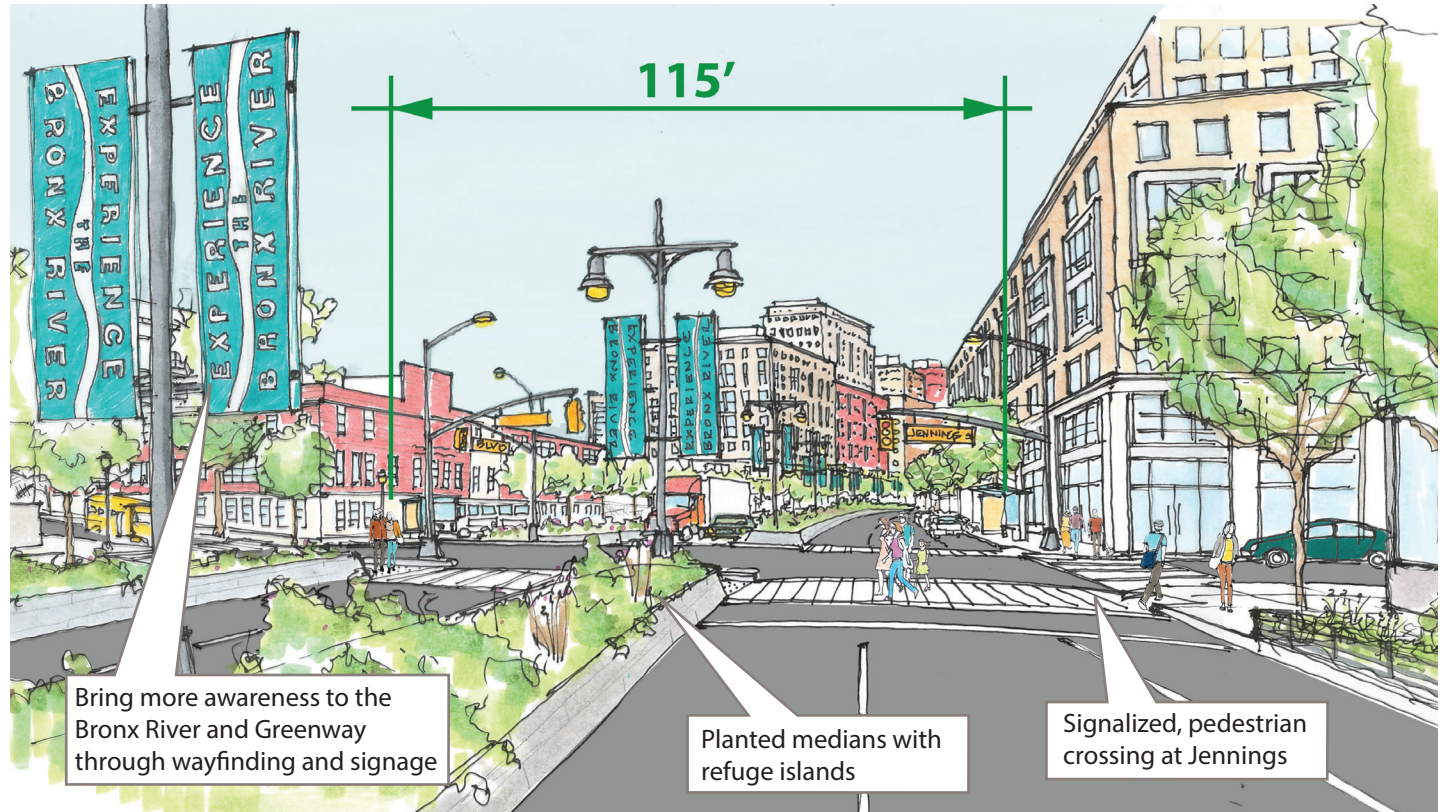 115’
EXPERIENCE
THE
BRONX RIVER
EXPERIENCE
THE
BRONX RIVER
EXPERIENCE
BRONX RIVER
EXPERIENCE
BRONX RIVER
BLVD
JENNINGS
Bring more awareness to the
Bronx River and Greenway
through wayfinding and signage
Planted medians with
refuge islands
Signalized, pedestrian
crossing at Jennings